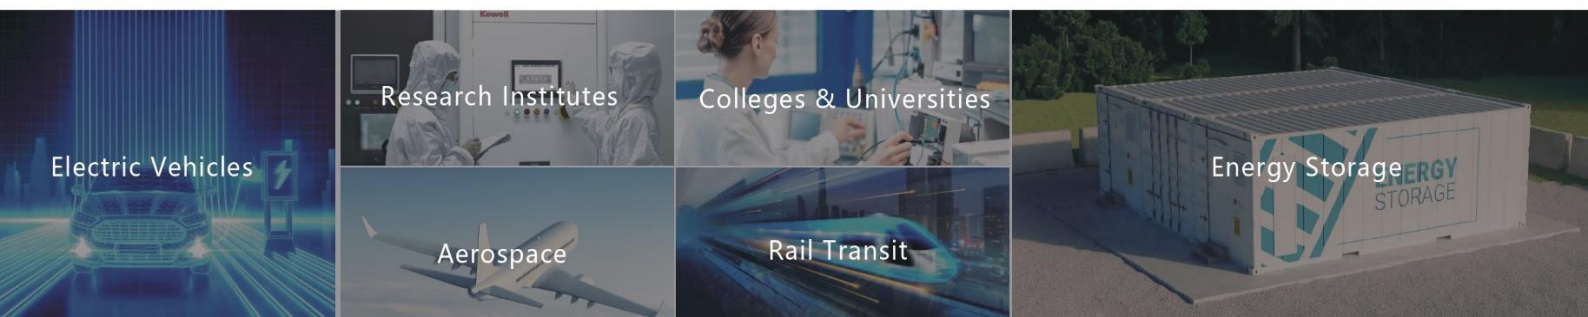 Electric Vehicles
Kewell
Research Institutes
Colleges & Universities
Aerospace
Rail Transit
Energy Storage
ENERGY
STORAGE